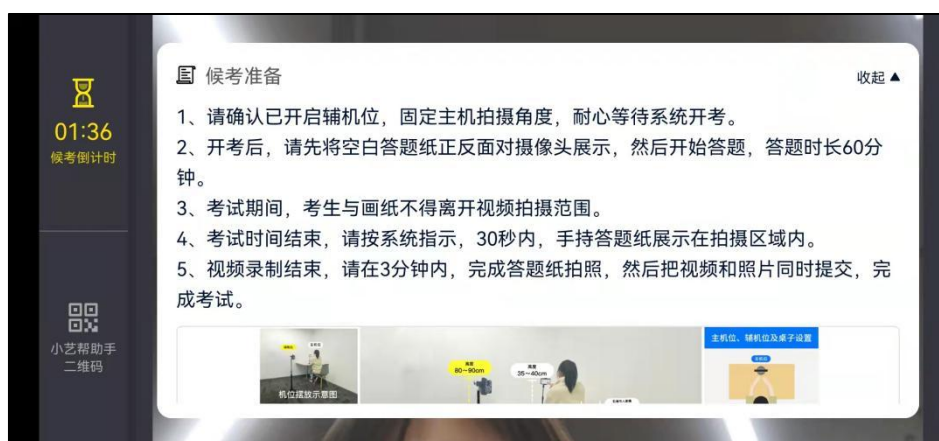 候考准备
收起▲
01:36
候考倒计时
1、请确认已开启辅机位，固定主机拍摄角度，耐心等待系统开考。
2、开考后，请先将空白答题纸正反面对摄像头展示，然后开始答题，答题时长60分
钟。
3、考试期间，考生与画纸不得离开视频拍摄范围。
4、考试时间结束，请按系统指示，30秒内，手持答题纸展示在拍摄区域内。
5、视频录制结束，请在3分钟内，完成答题纸拍照，然后把视频和照片同时提交，完
成考试。
小艺帮助手
二维码
机位摆放示意图
高度
80~90cm
高度
35~40cm
主机位、辅机位及桌子设置